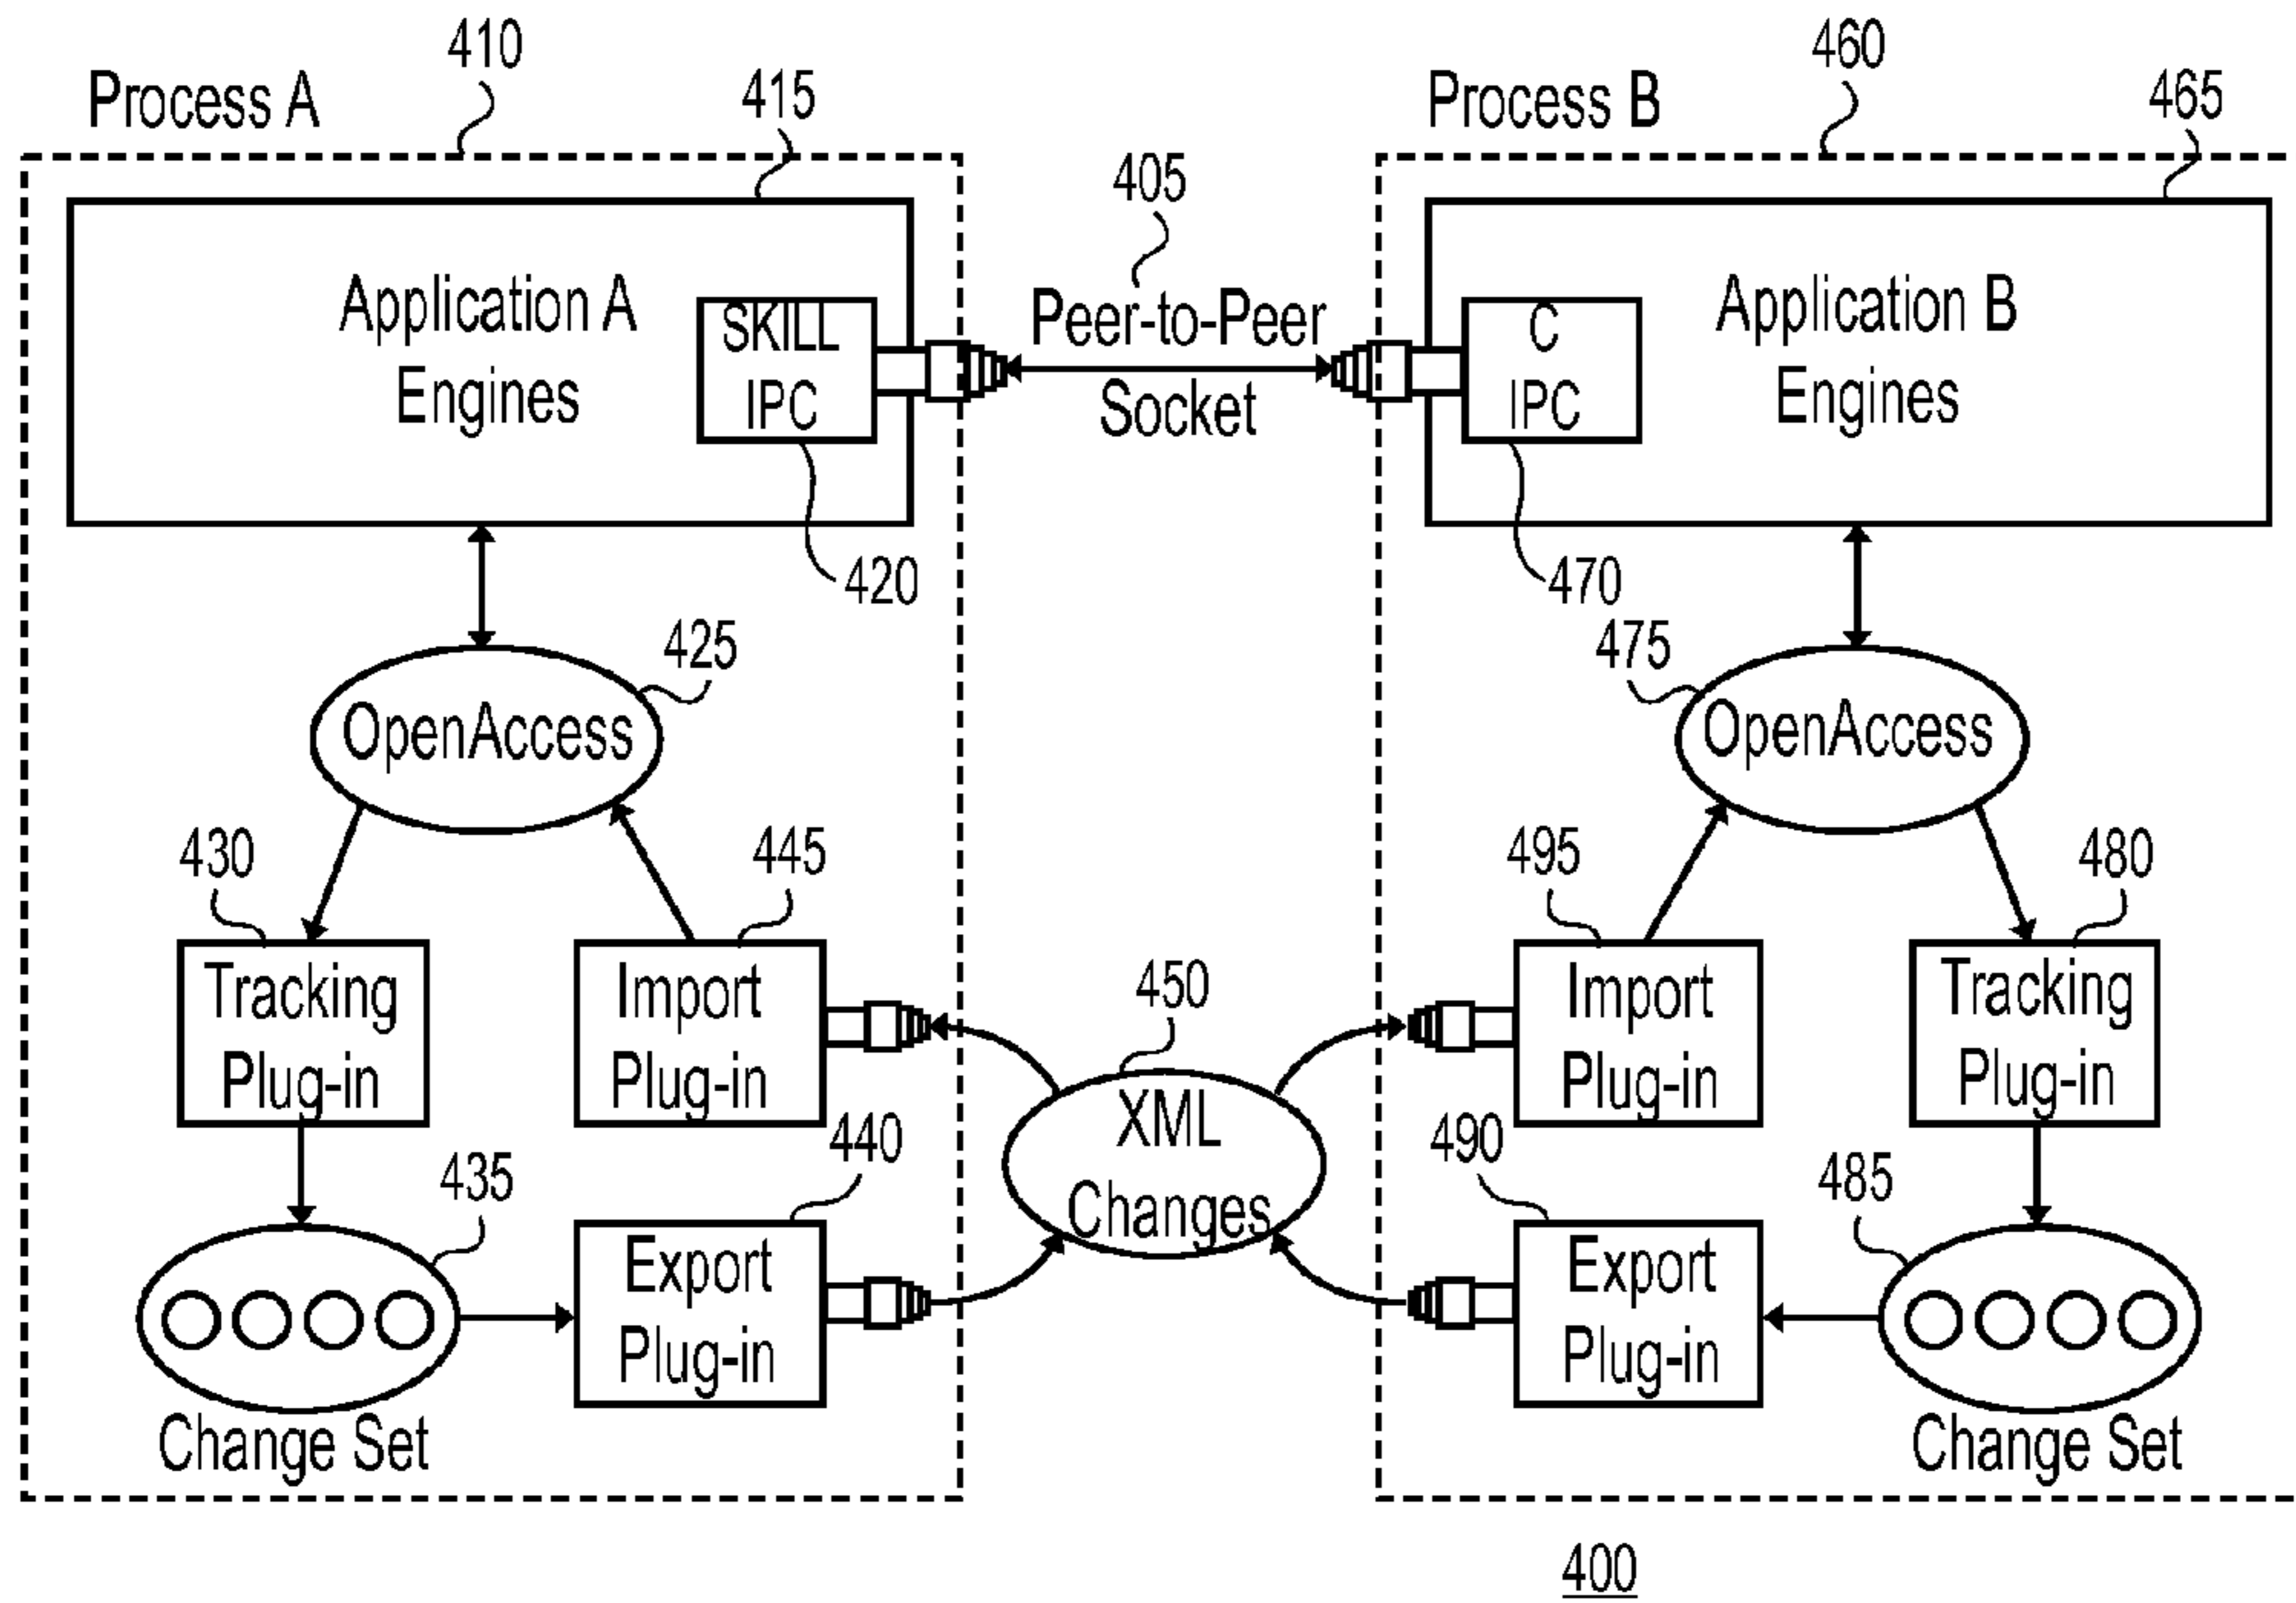 410
Process A
415
460
Process B
465
405
Application A
Engines
SKILL
IPC
Peer-to-Peer
Socket
C
IPC
Application B
Engines
420
470
425
475
OpenAccess
OpenAccess
430
445
495
480
Tracking
Plug-in
Import
Plug-in
450
XML
Changes
Import
Plug-in
Tracking
Plug-in
435
440
490
485
Export
Plug-in
Export
Plug-in
Change Set
Change Set
400